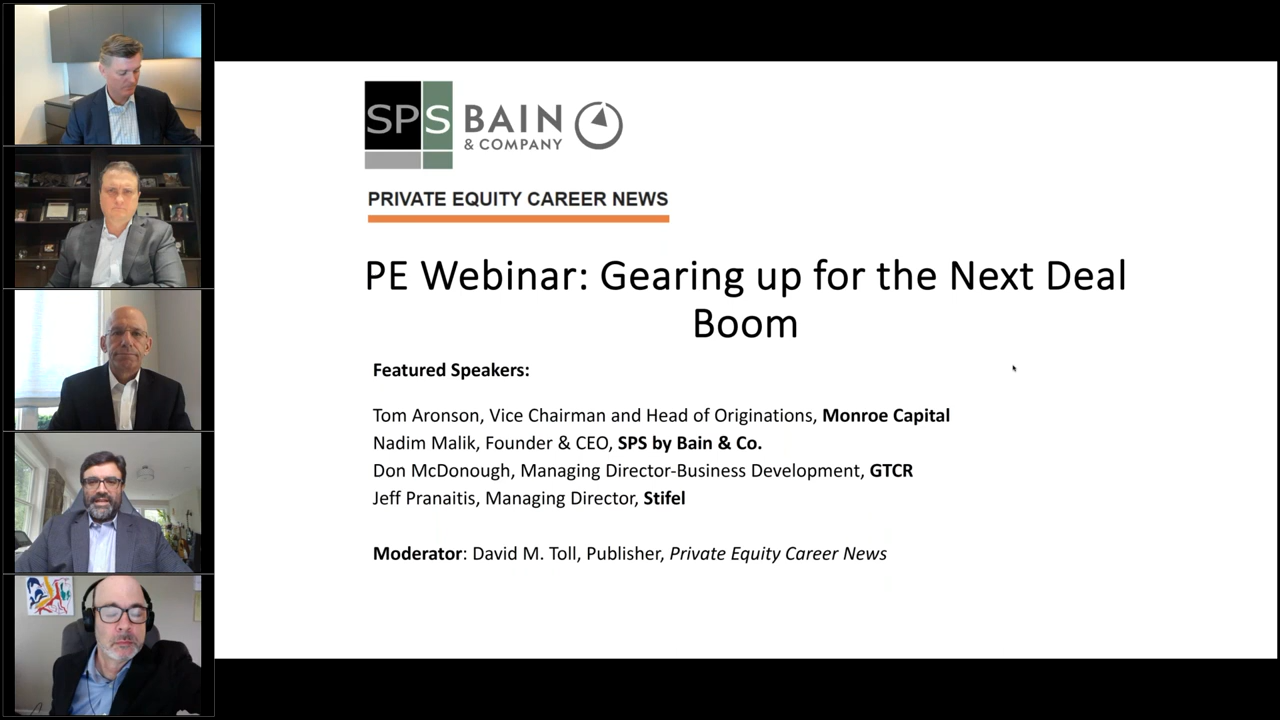 SPS BAIN
& COMPANY
PRIVATE EQUITY CAREER NEWS
PE Webinar: Gearing up for the Next Deal
Boom
Featured Speakers:
Tom Aronson, Vice Chairman and Head of Originations, Monroe Capital
Nadim Malik, Founder & CEO, SPS by Bain & Co.
Don McDonough, Managing Director-Business Development, GTCR
Jeff Pranaitis, Managing Director, Stifel
Moderator: David M. Toll, Publisher, Private Equity Career News